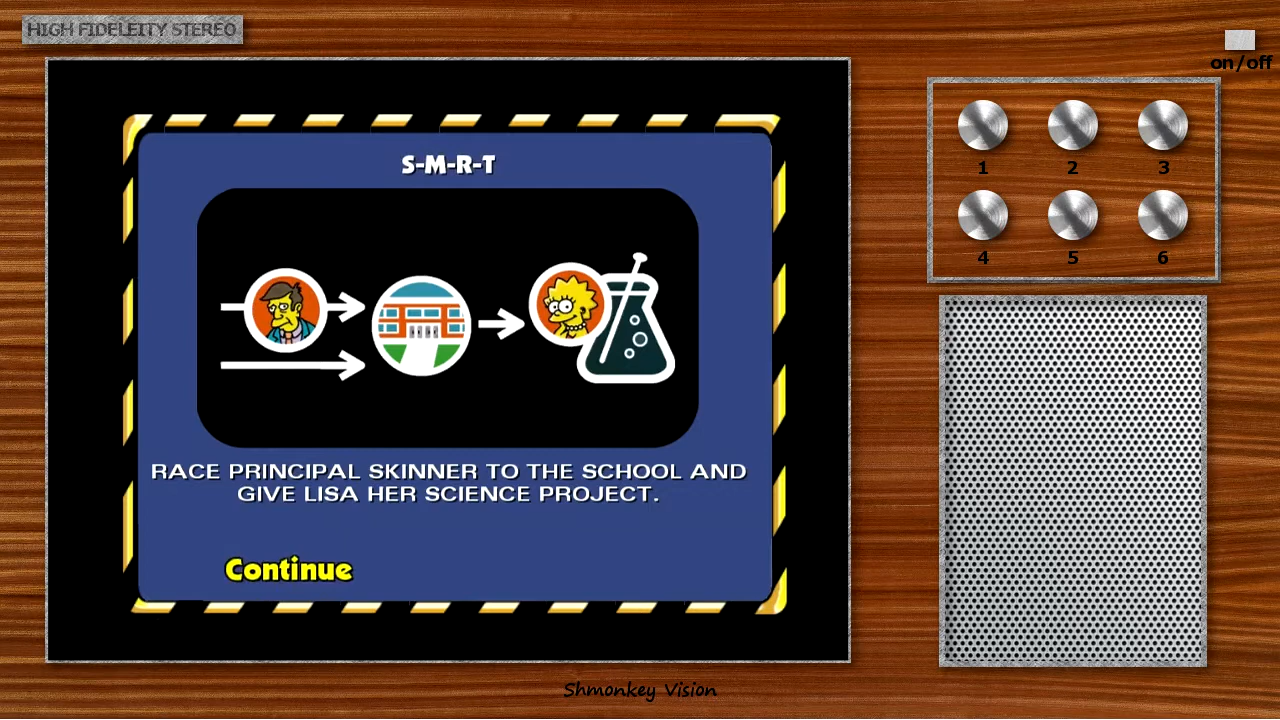 HIGH FIDELEITY STEREO
on/off
S-M-R-T
1 2 3
4 5 6
RACE PRINCIPAL SKINNER TO THE SCHOOL AND
GIVE LISA HER SCIENCE PROJECT.
Continue
Shmonkey Vision